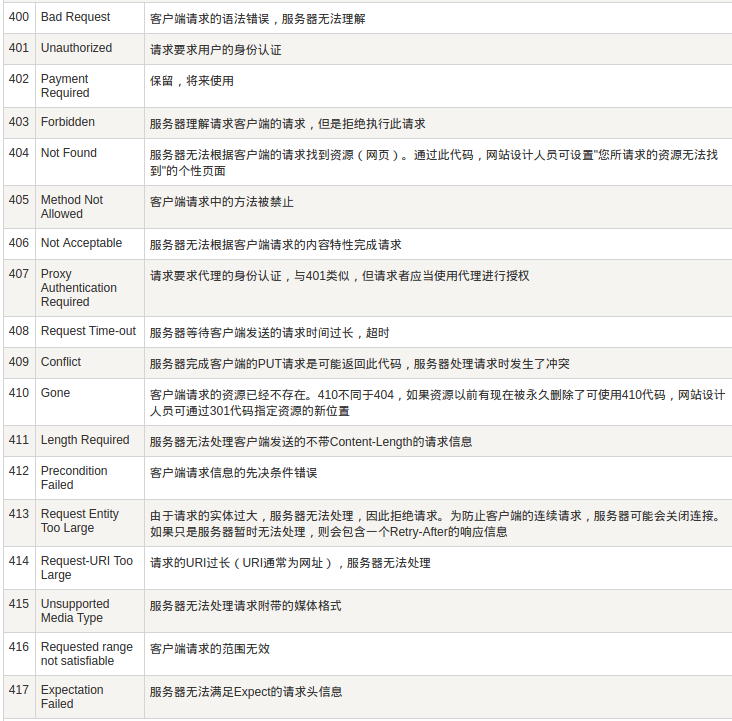 400 Bad Request 客户端请求的语法错误，服务器无法理解
401 Unauthorized 请求要求用户的身份认证
402 Payment 保留，将来使用
Required
403 Forbidden 服务器理解请求客户端的请求，但是拒绝执行此请求
404 Not Found 服务器无法根据客户端的请求找到资源（网页）。通过此代码，网站设计人员可设置"您所请求的资源无法找
到"的个性页面
405 Method Not 客户端请求中的方法被禁止
Allowed
406 Not Acceptable 服务器无法根据客户端请求的内容特性完成请求
407 Proxy 请求要求代理的身份认证，与401类似，但请求者应当使用代理进行授权
Authentication
Required
408 Request Time-out 服务器等待客户端发送的请求时间过长，超时
409 Conflict 服务器完成客户端的PUT请求是可能返回此代码，服务器处理请求时发生了冲突
410 Gone 客户端请求的资源已经不存在。410不同于404，如果资源以前有现在被永久删除了可使用410代码，网站设计
人员可通过301代码指定资源的新位置
411 Length Required 服务器无法处理客户端发送的不带Content-Length的请求信息
412 Precondition 客户端请求信息的先决条件错误
Failed
413 Request Entity 由于请求的实体过大，服务器无法处理，因此拒绝请求。为防止客户端的连续请求，服务器可能会关闭连接。
Too Large 如果只是服务器暂时无法处理，则会包含一个Retry-After的响应信息
414 Request-URI Too 请求的URI过长（URI通常为网址），服务器无法处理
Large
415 Unsupported 服务器无法处理请求附带的媒体格式
Media Type
416 Requested range 客户端请求的范围无效
not satisfiable
417 Expectation 服务器无法满足Expect的请求头信息
Failed